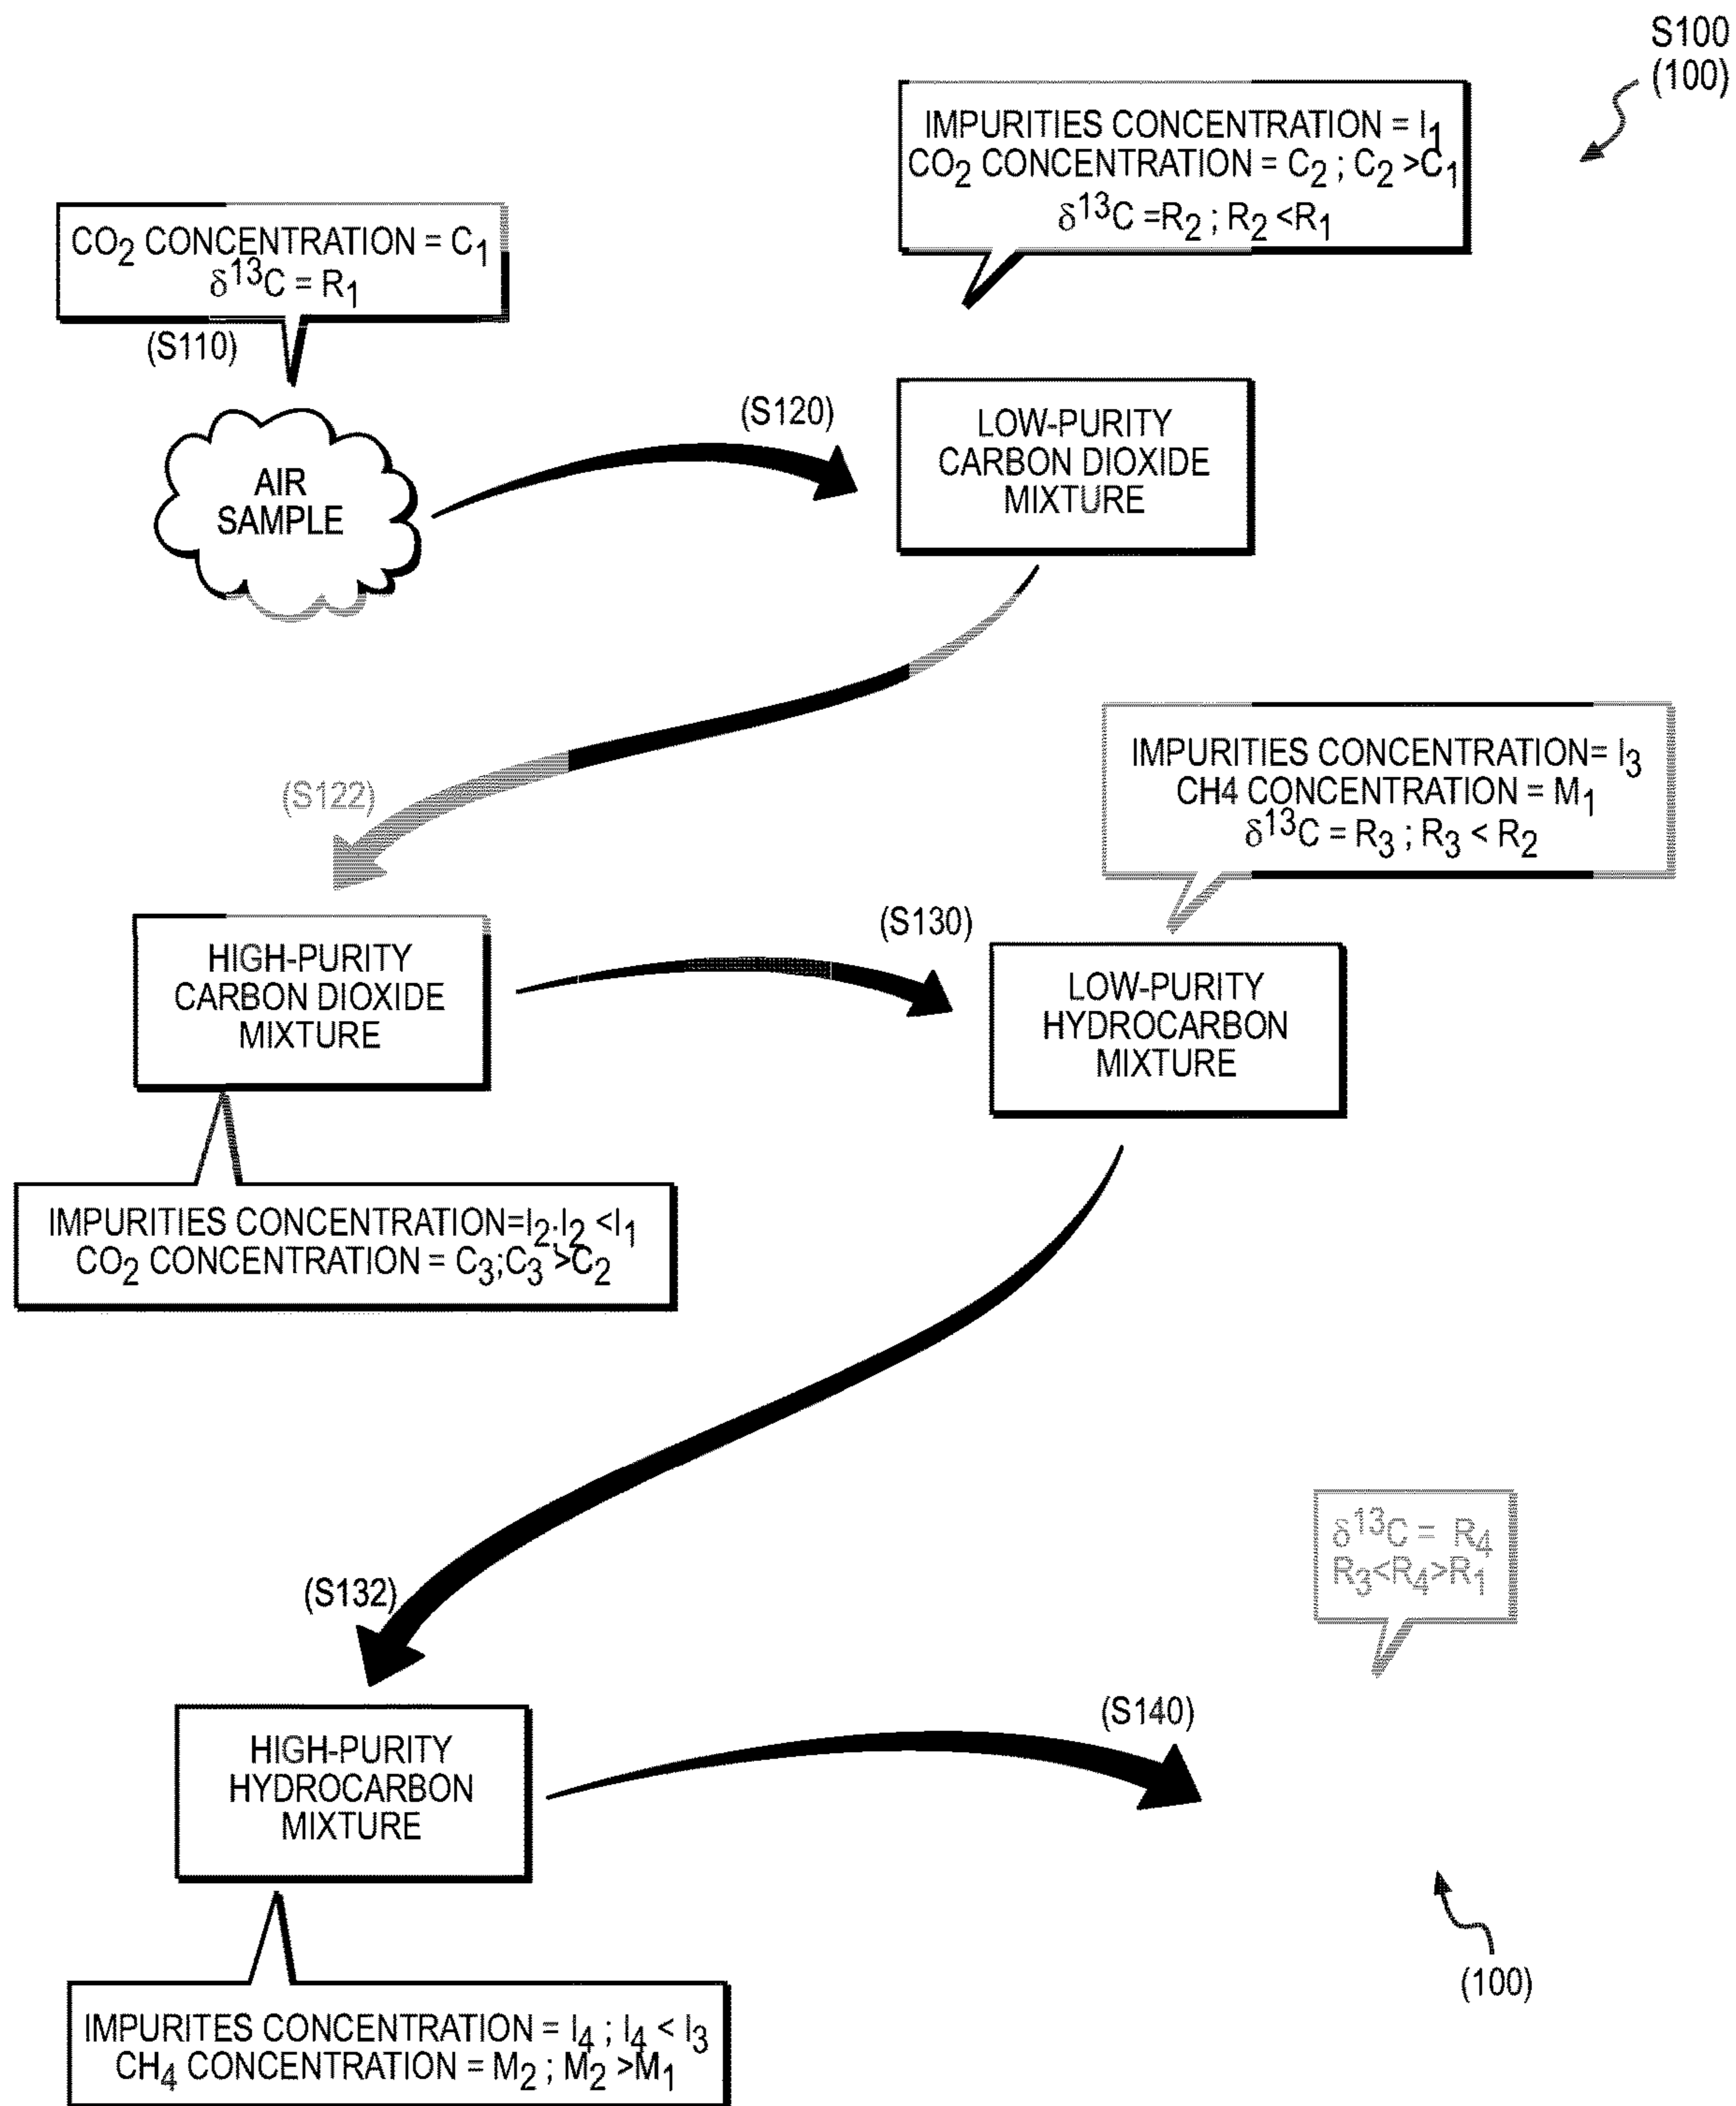 S100
(100)
IMPURITIES CONCENTRATION = I1
CO2 CONCENTRATION = C2 ; C2 >C1
δ13C =R2 ; R2 <R1
CO2 CONCENTRATION = C1
δ13C = R1
(S110)
AIR
SAMPLE
(S120)
LOW-PURITY
CARBON DIOXIDE
MIXTURE
(S122)
IMPURITIES CONCENTRATION= I3
CH4 CONCENTRATION = M1
δ13C = R3 ; R3 < R2
HIGH-PURITY
CARBON DIOXIDE
MIXTURE
(S130)
LOW-PURITY
HYDROCARBON
MIXTURE
IMPURITIES CONCENTRATION=I2;I2 <I1
CO2 CONCENTRATION = C3;C3 >C2
δ13C = R4
R3<R4>R1
(S132)
HIGH-PURITY
HYDROCARBON
MIXTURE
(S140)
(100)
IMPURITES CONCENTRATION = I4 ; I4 < I3
CH4 CONCENTRATION = M2 ; M2 >M1